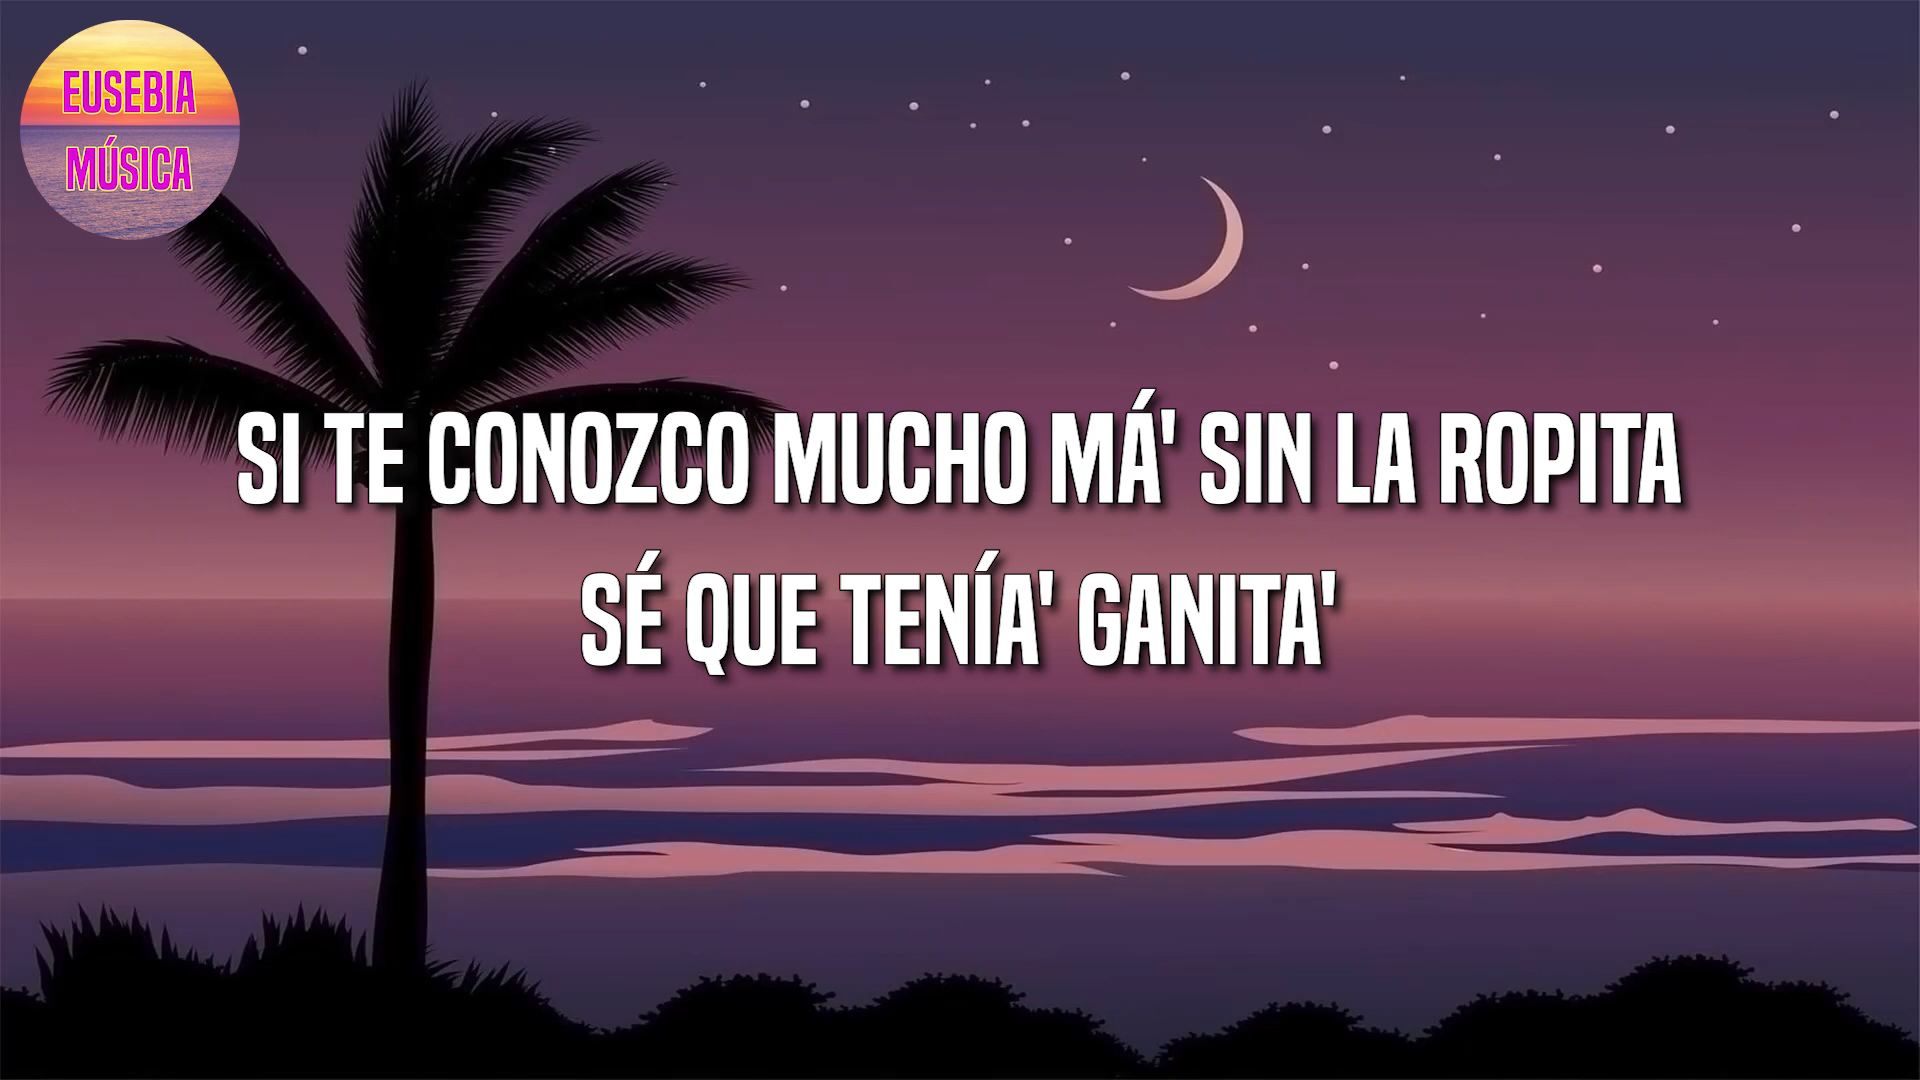 EUSEBIA
MÚSICA
SI TE CONOZCO MUCHO MÁ' SIN LA ROPITA
SÉ QUE TENÍA' GANITA'